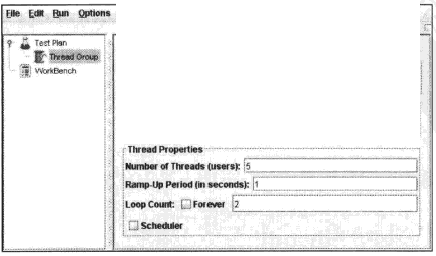 File Edit Run Options
Test Plan
Thread Group
WorkBench
Thread Properties
Number of Threads (users): 5
Ramp-Up Period (in seconds): 1
Loop Count: Forever 2
Scheduler